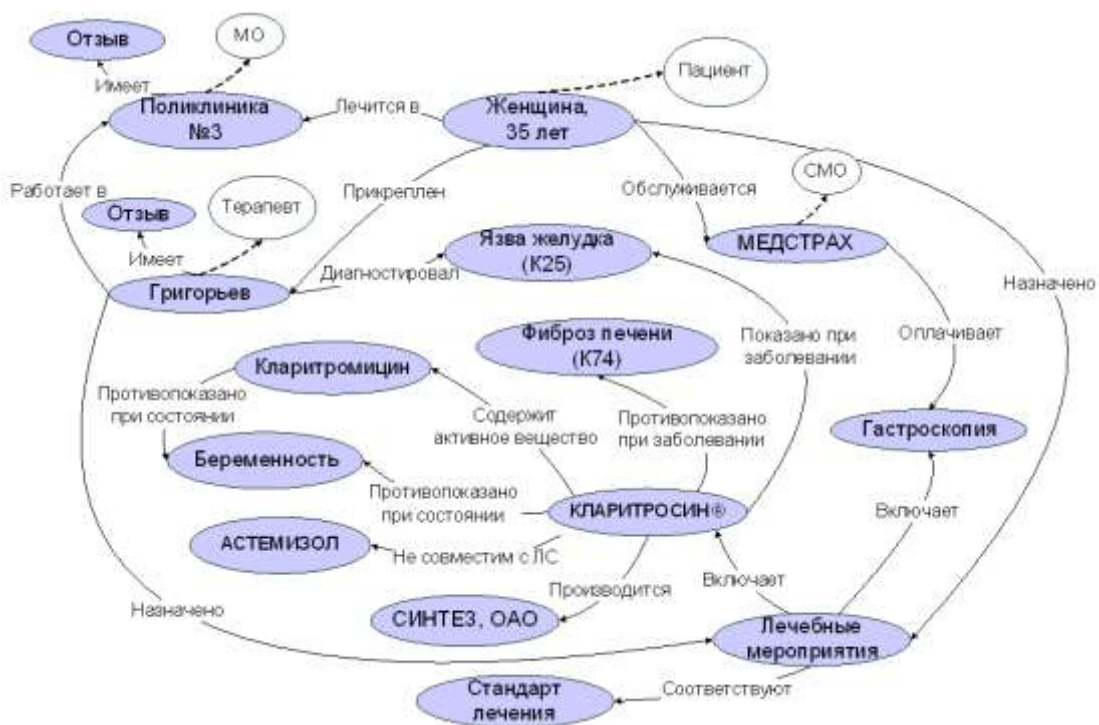 МО
Отзыв
Пациент
Имеет
Поликлиника
№3
Лечится в
Женщина,
35 лет
СМО
Работает в
Прикреплен
Обслуживается
Терапевт
Отзыв
Язва желудка
(К25)
МЕДСТРАХ
Имеет
Диагностировал
Григорьев
Назначено
Фиброз печени
(К74)
Показано при
заболевании
Оплачивает
Кларитромицин
Противопоказано
при состоянии
Содержит
активное вещество
Противопоказано
при заболевании
Гастроскопия
Беременность
Противопоказано
при состоянии
КЛАРИТРОСИН®
Включает
АСТЕМИЗОЛ
Не совместим с ЛС
Производится
Включает
Назначено
СИНТЕЗ, ОАО
Лечебные
мероприятия
Стандарт
лечения
Соответствуют